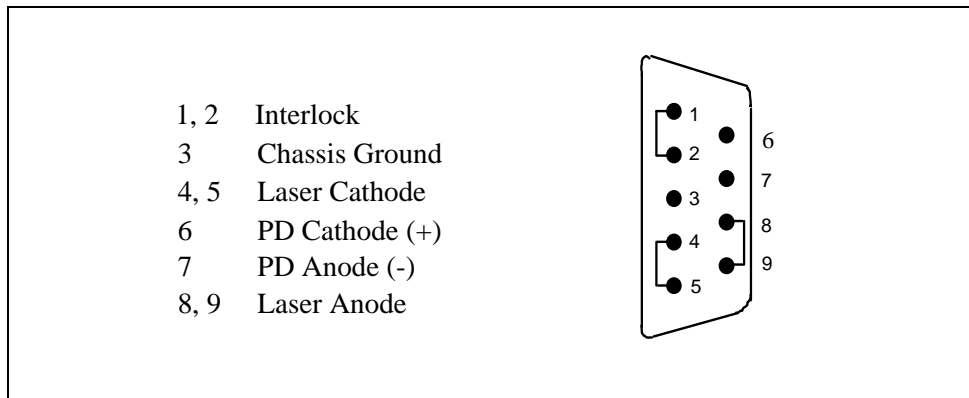 1, 2 Interlock
3 Chassis Ground
4, 5 Laser Cathode
6 PD Cathode (+)
7 PD Anode (-)
8, 9 Laser Anode
1
6
2
7
3
8
4
9
5